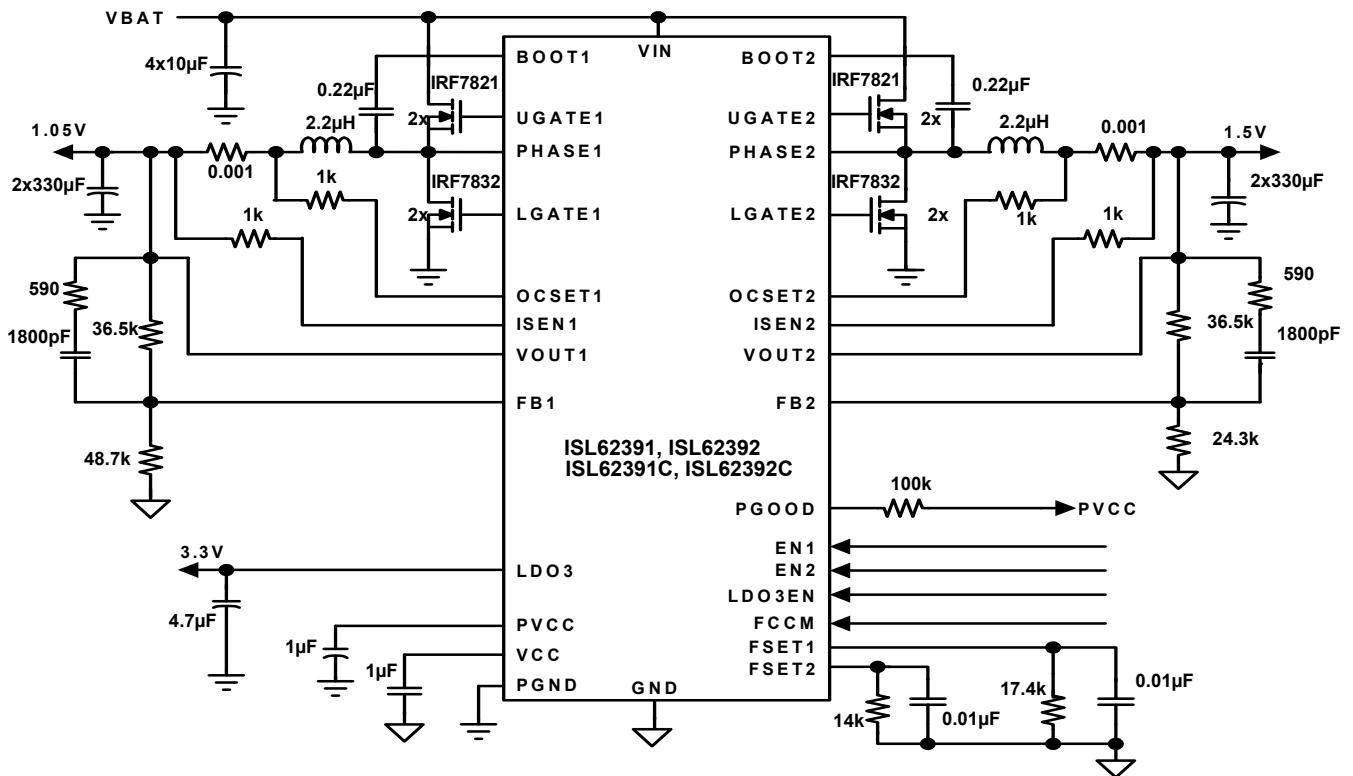 VBAT
4x10µF
0.22µF
IRF7821
2x
2.2µH
1.05V
0.001
2x330µF
IRF7832
2x
1k
1k
590
1800pF
36.5k
48.7k
3.3V
4.7µF
1µF
1µF
VIN
BOOT1
UGATE1
PHASE1
LGATE1
OCSET1
ISEN1
VOUT1
FB1
ISL62391, ISL62392
ISL62391C, ISL62392C
LDO3
PVCC
VCC
PGND
GND
BOOT2
UGATE2
PHASE2
LGATE2
OCSET2
ISEN2
VOUT2
FB2
PGOOD
EN1
EN2
LDO3EN
FCCM
FSET1
FSET2
IRF7821
2x
0.22µF
2.2µH
0.001
1.5V
IRF7832
2x
1k
1k
2x330µF
590
36.5k
1800pF
24.3k
100k
PVCC
14k
0.01µF
17.4k
0.01µF